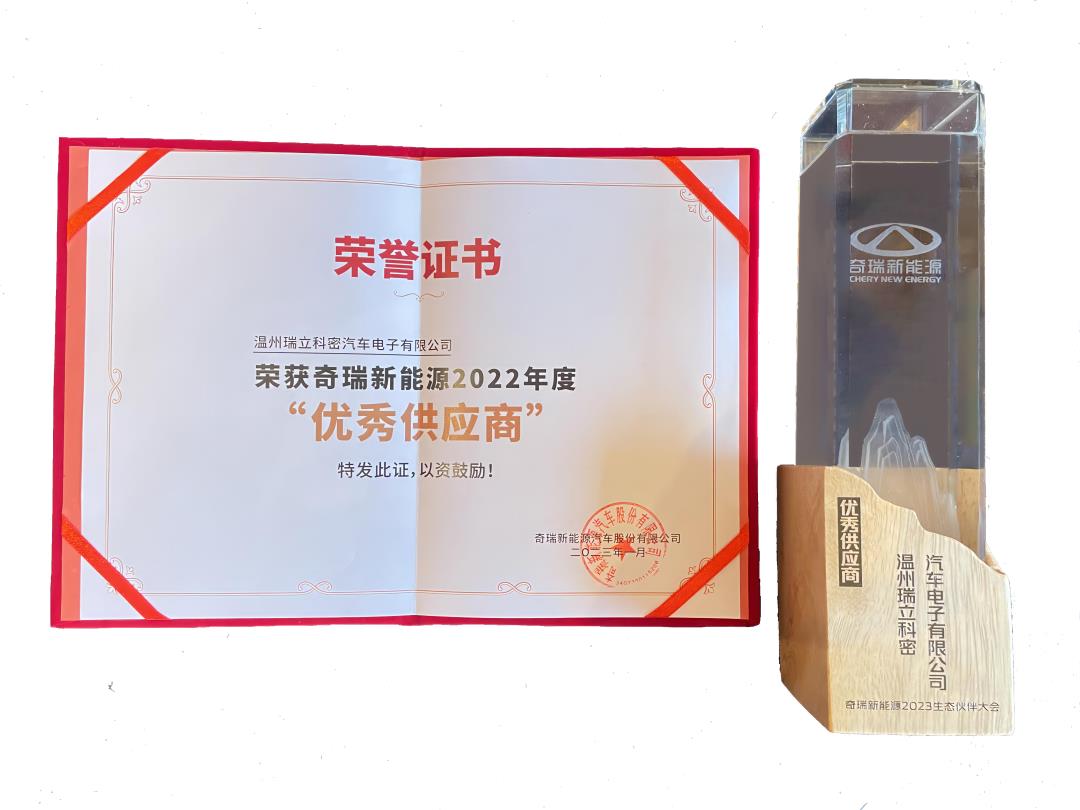 荣誉证书
温州瑞立科密汽车电子有限公司
荣获奇瑞新能源2022年度
“优秀供应商”
特发此证，以资鼓励！
奇瑞新能源汽车股份有限公司
二〇二三年一月
奇瑞新能源
CHERY NEW ENERGY
优秀供应商
温州瑞立科密
汽车电子有限公司
奇瑞新能源2023生态伙伴大会